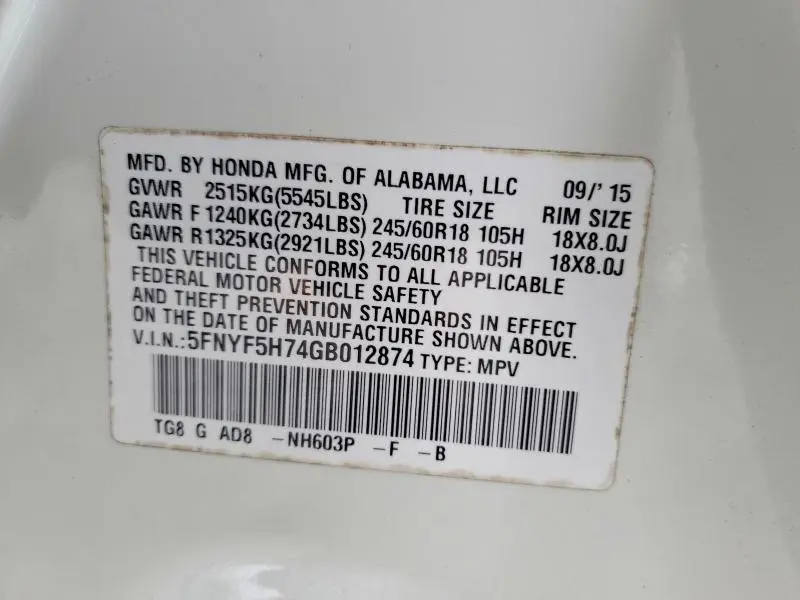 MFD. BY HONDA MFG. OF ALABAMA, LLC 09/' 15
GVWR 2515KG(5545LBS) TIRE SIZE RIM SIZE
GAWR F 1240KG(2734LBS) 245/60R18 105H 18X8.0J
GAWR R1325KG(2921LBS) 245/60R18 105H 18X8.0J
THIS VEHICLE CONFORMS TO ALL APPLICABLE
FEDERAL MOTOR VEHICLE SAFETY
AND THEFT PREVENTION STANDARDS IN EFFECT
ON THE DATE OF MANUFACTURE SHOWN ABOVE.
V.I.N.:5FNYF5H74GB012874 TYPE: MPV
TG8 G AD8 -NH603P -F -B